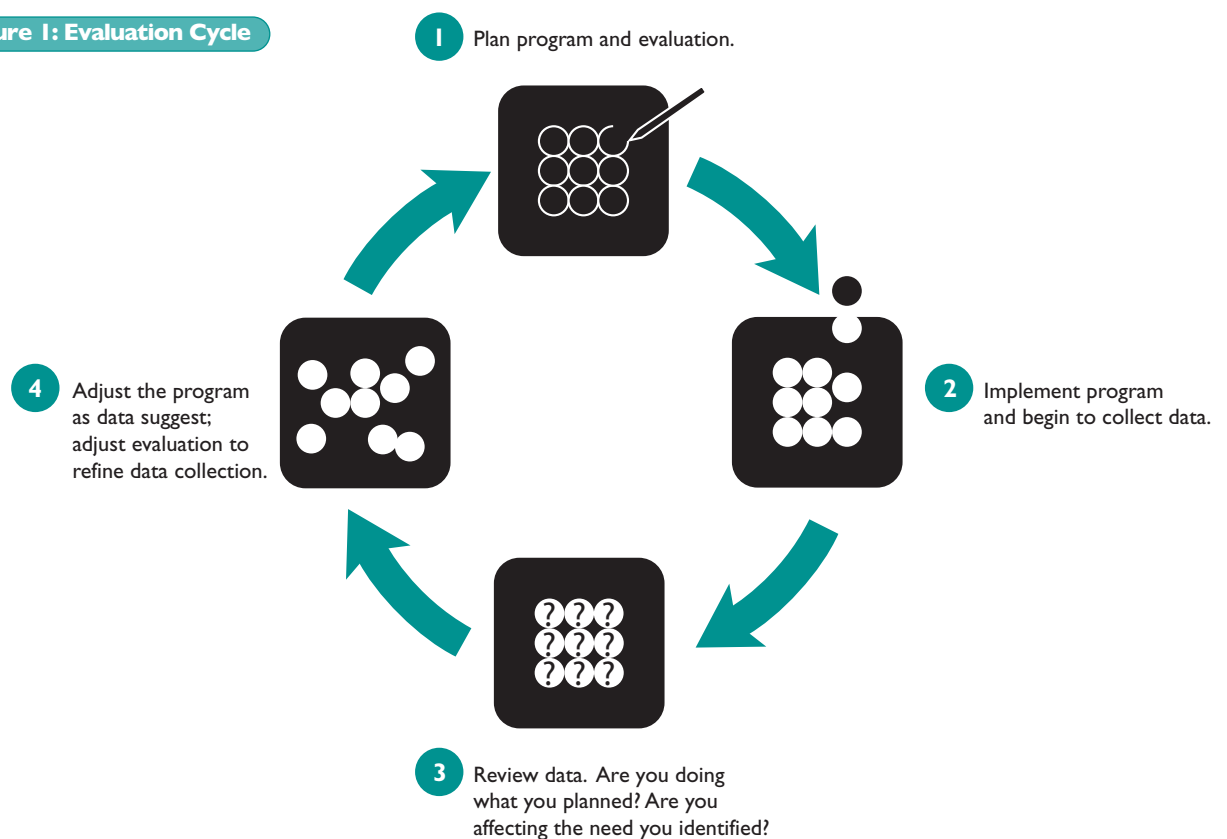 ure 1: Evaluation Cycle
1
Plan program and evaluation.
2
Implement program
and begin to collect data.
? ? ?
? ? ?
? ? ?
3
Review data. Are you doing
what you planned? Are you
affecting the need you identified?
4
Adjust the program
as data suggest;
adjust evaluation to
refine data collection.